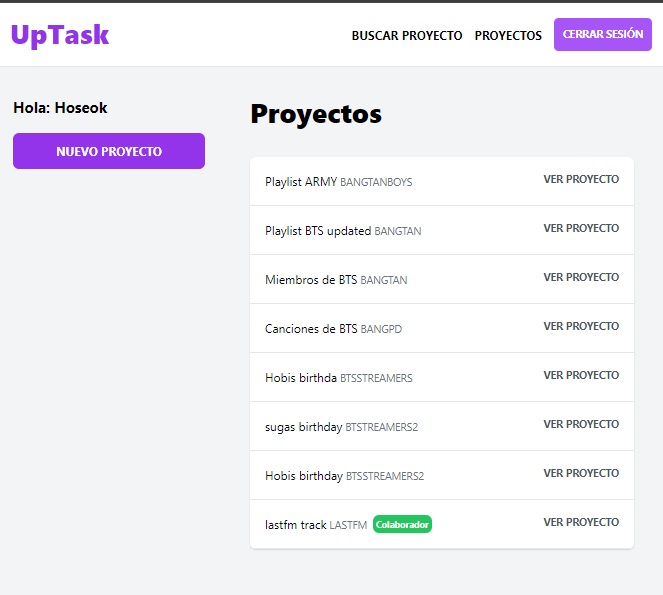 UpTask
BUSCAR PROYECTO PROYECTOS CERRAR SESIÓN
Hola: Hoseok
NUEVO PROYECTO
Proyectos
Playlist ARMY BANGTANBOYS VER PROYECTO
Playlist BTS updated BANGTAN VER PROYECTO
Miembros de BTS BANGTAN VER PROYECTO
Canciones de BTS BANGPD VER PROYECTO
Hobis birthda BTSSTREAMERS VER PROYECTO
sugas birthday BTSTREAMERS2 VER PROYECTO
Hobis birthday BTSSTREAMERS2 VER PROYECTO
lastfm track LASTFM Colaborador VER PROYECTO